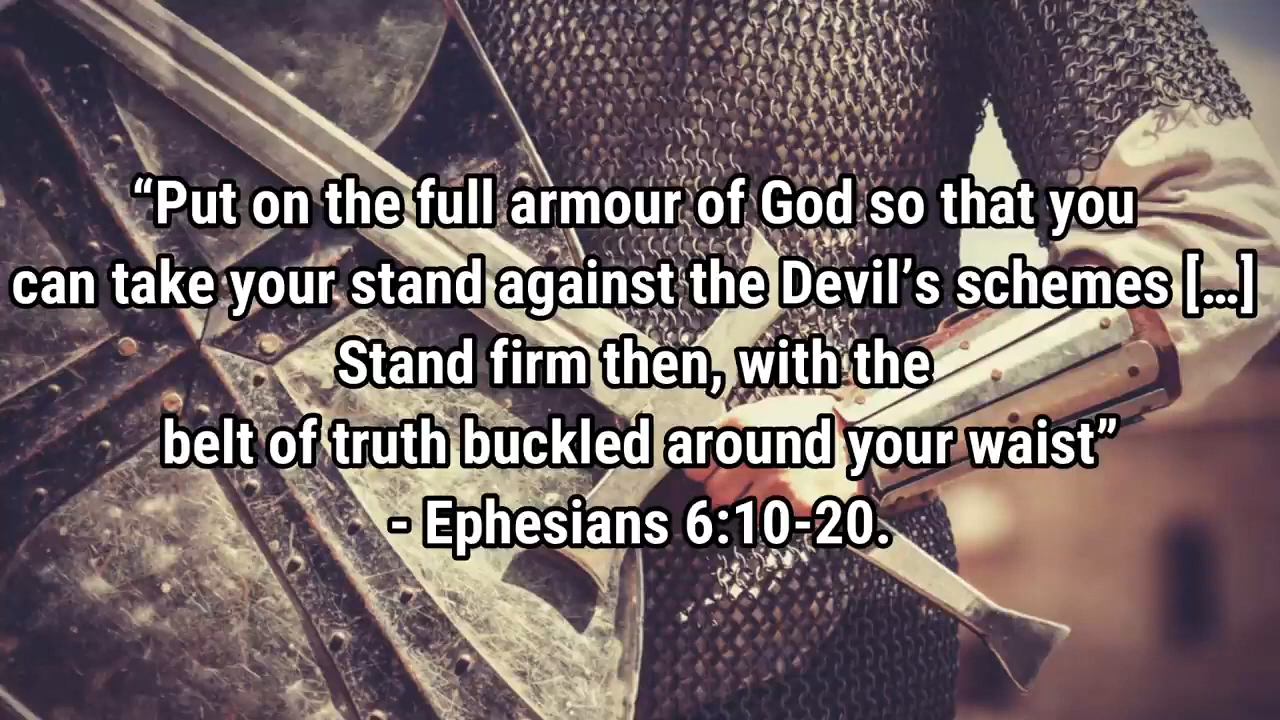 “Put on the full armour of God so that you
can take your stand against the Devil’s schemes [...]
Stand firm then, with the
belt of truth buckled around your waist”
- Ephesians 6:10-20.